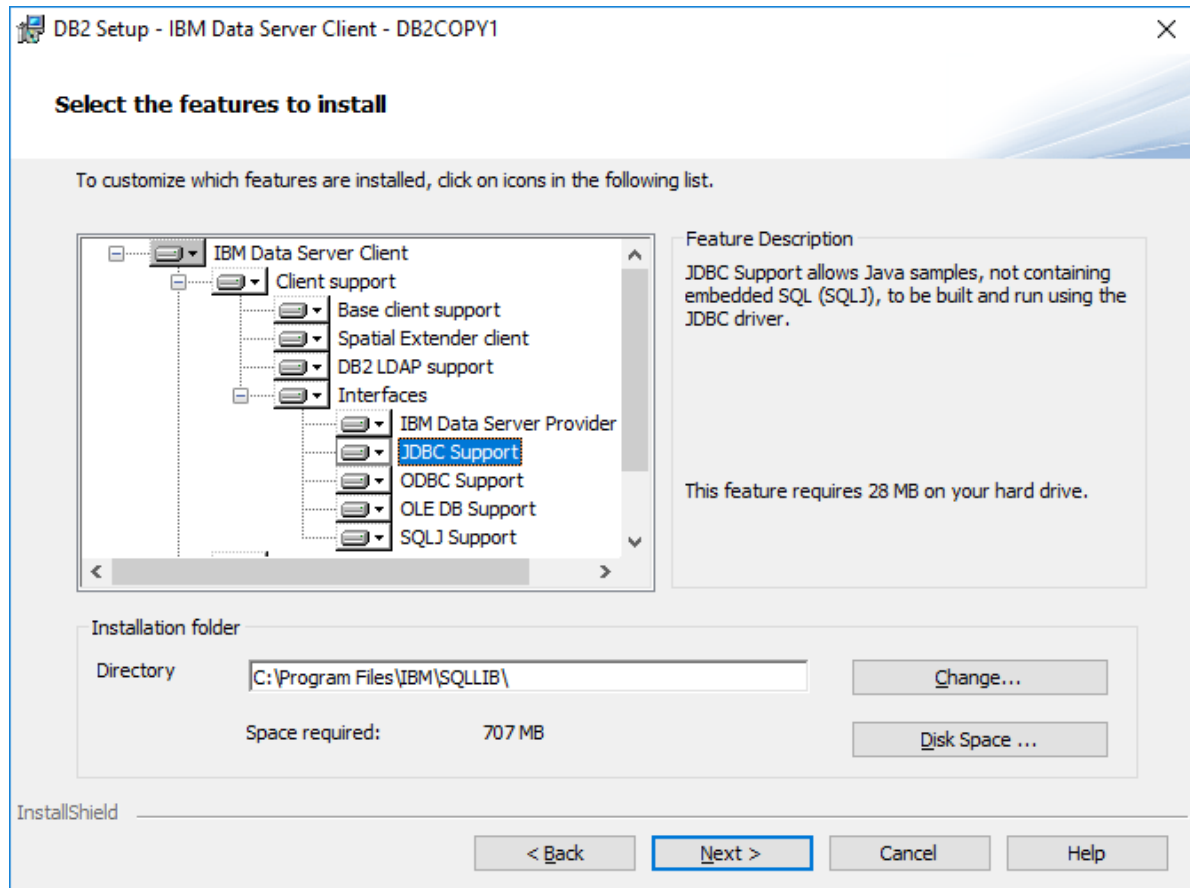 DB2 Setup - IBM Data Server Client - DB2COPY1
Select the features to install
To customize which features are installed, click on icons in the following list.
IBM Data Server Client
Client support
Base client support
Spatial Extender client
DB2 LDAP support
Interfaces
IBM Data Server Provider
JDBC Support
ODBC Support
OLE DB Support
SQLJ Support
Feature Description
JDBC Support allows Java samples, not containing
embedded SQL (SQLJ), to be built and run using the
JDBC driver.
This feature requires 28 MB on your hard drive.
Installation folder
Directory
C:\Program Files\IBM\SQLLIB\
Change...
Space required: 707 MB
Disk Space ...
InstallShield
< Back
Next >
Cancel
Help